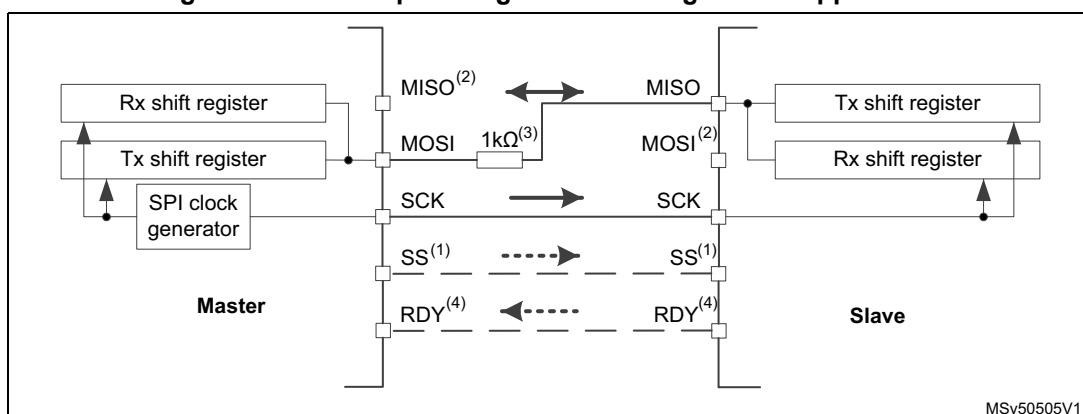 MISO(2)
MISO
Rx shift register
Tx shift register
MOSI
1kΩ(3)
MOSI(2)
Tx shift register
Rx shift register
SCK
SCK
SPI clock
generator
SS(1)
SS(1)
Master
Slave
RDY(4)
RDY(4)
MSv50505V1